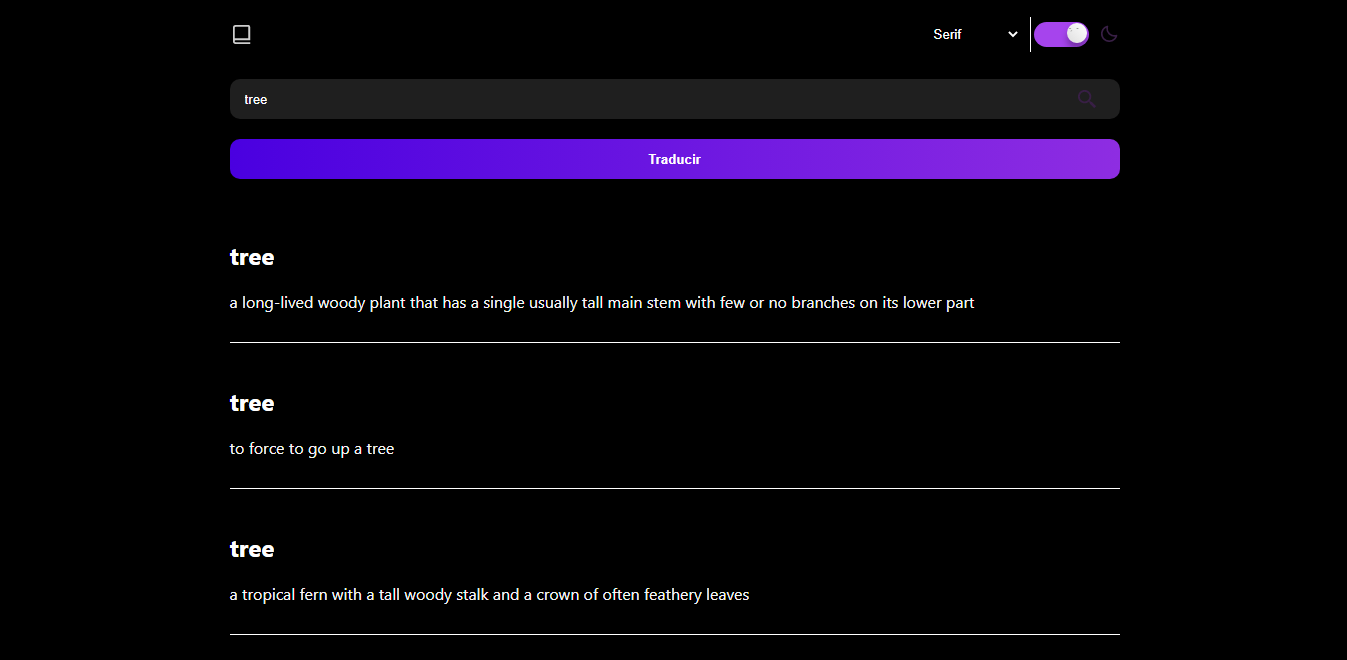 Serif
tree
Traducir
tree
a long-lived woody plant that has a single usually tall main stem with few or no branches on its lower part
tree
to force to go up a tree
tree
a tropical fern with a tall woody stalk and a crown of often feathery leaves